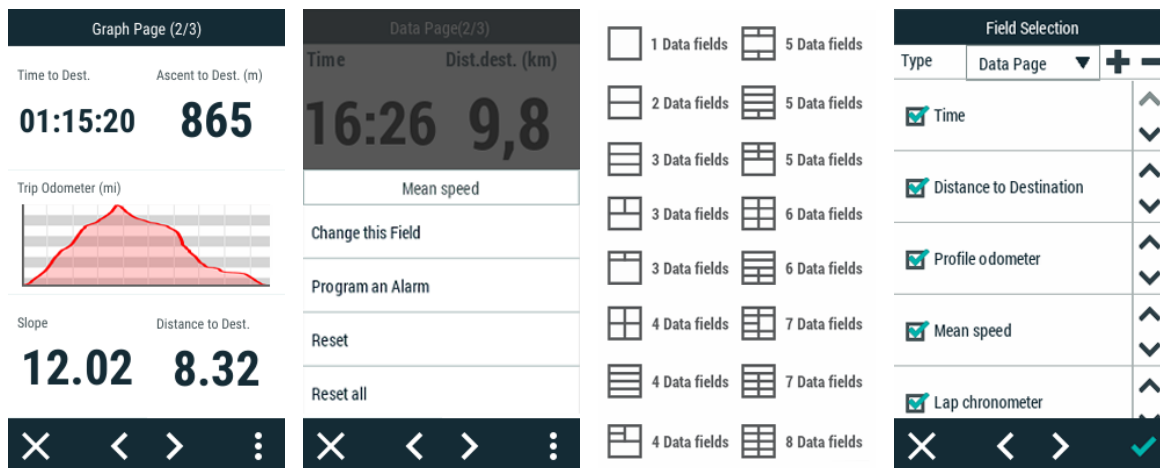 Graph Page (2/3)
Time to Dest. Ascent to Dest. (m)
01:15:20 865
Trip Odometer (mi)
Slope Distance to Dest.
12.02 8.32
Data Page(2/3)
Time Dist.dest. (km)
16:26 9,8
Mean speed
Change this Field
Program an Alarm
Reset
Reset all
1 Data fields 5 Data fields
2 Data fields 5 Data fields
3 Data fields 5 Data fields
3 Data fields 6 Data fields
3 Data fields 6 Data fields
4 Data fields 7 Data fields
4 Data fields 7 Data fields
4 Data fields 8 Data fields
Field Selection
Type Data Page
Time
Distance to Destination
Profile odometer
Mean speed
Lap chronometer